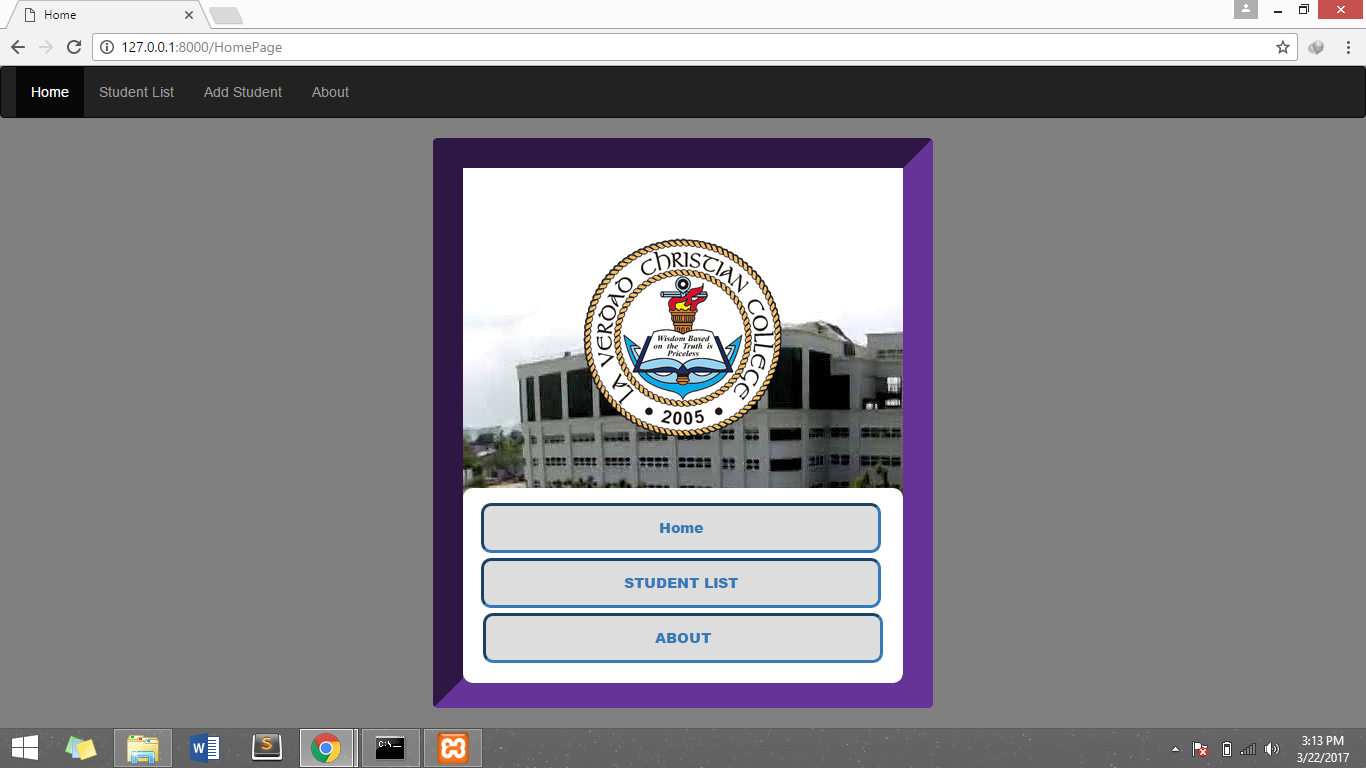 Home
127.0.0.1:8000/HomePage
Home Student List Add Student About
LA VERDAD CHRISTIAN COLLEGE
Wisdom Based
on the Truth is
Priceless
• 2005 •
Home
STUDENT LIST
ABOUT
C:\_
3:13 PM
3/22/2017